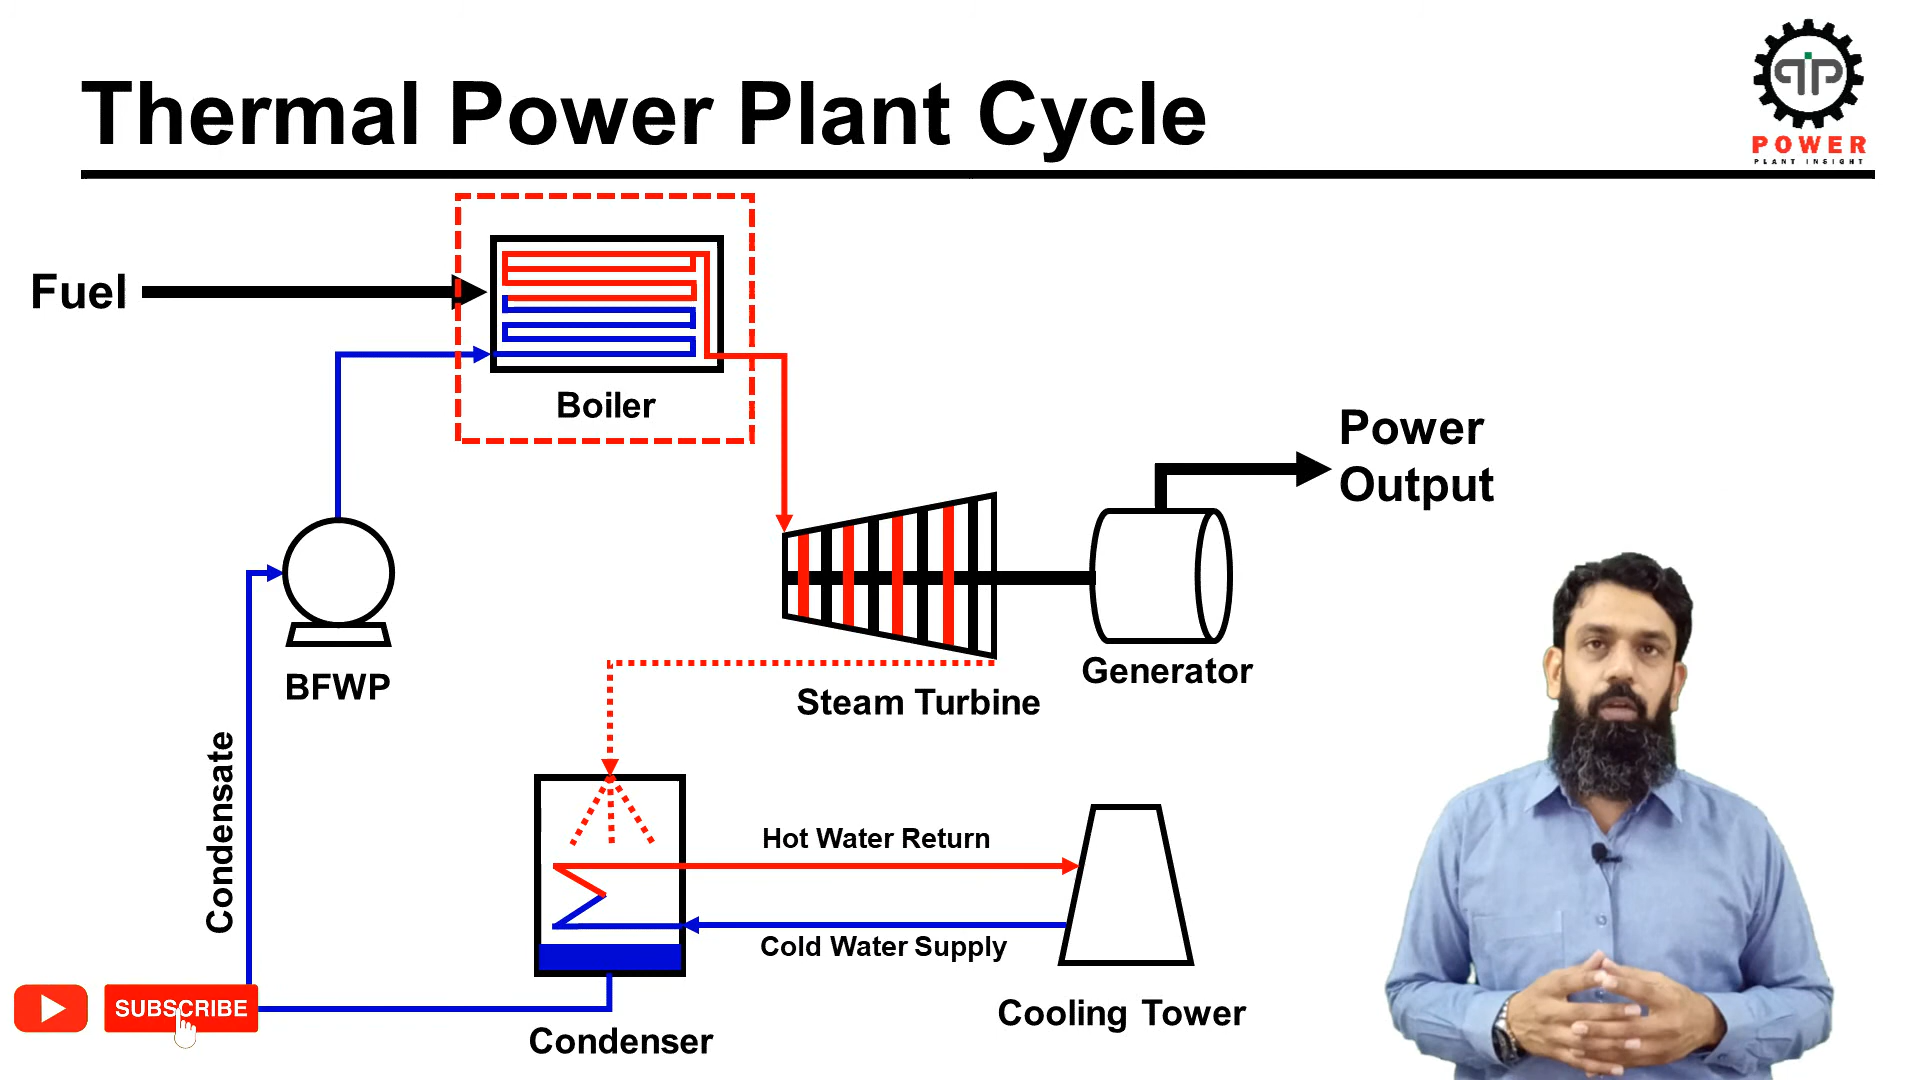 Thermal Power Plant Cycle
PIP
POWER
PLANT INSIGHT
Fuel
Boiler
Power
Output
BFWP
Generator
Steam Turbine
Condensate
Hot Water Return
Cold Water Supply
SUBSCRIBE
Cooling Tower
Condenser